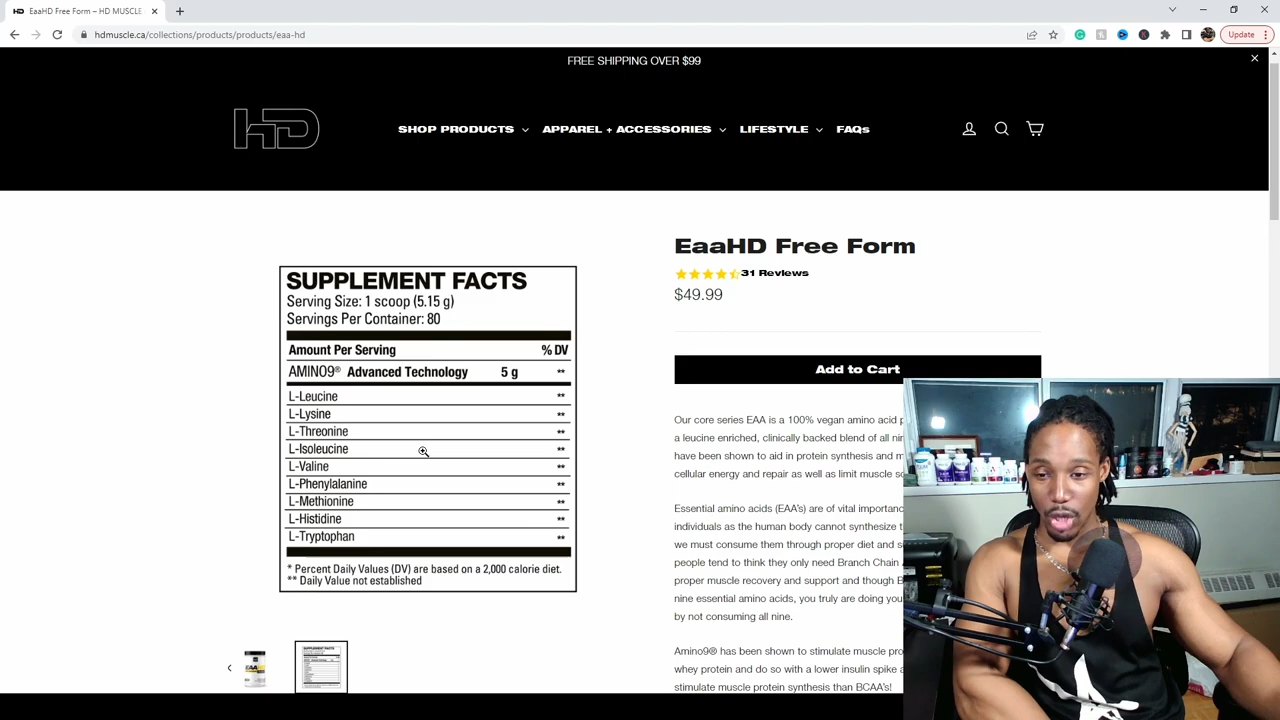 HD EaaHD Free Form – HD MUSCLE
hdmuscle.ca/collections/products/products/eaa-hd
Update
FREE SHIPPING OVER $99
HD
SHOP PRODUCTS APPAREL + ACCESSORIES LIFESTYLE FAQs
SUPPLEMENT FACTS
Serving Size: 1 scoop (5.15 g)
Servings Per Container: 80
Amount Per Serving % DV
AMINO9® Advanced Technology 5 g **
L-Leucine **
L-Lysine **
L-Threonine **
L-Isoleucine **
L-Valine **
L-Phenylalanine **
L-Methionine **
L-Histidine **
L-Tryptophan **
* Percent Daily Values (DV) are based on a 2,000 calorie diet.
** Daily Value not established
EaaHD Free Form
31 Reviews
$49.99
Add to Cart
Our core series EAA is a 100% vegan amino acid
a leucine enriched, clinically backed blend of all
have been shown to aid in protein synthesis and
cellular energy and repair as well as limit muscle
Essential amino acids (EAA's) are of vital
individuals as the human body cannot synthesize
we must consume them through proper diet and
people tend to think they only need Branch Chain
proper muscle recovery and support and though
nine essential amino acids, you truly are doing
by not consuming all nine.
Amino9® has been shown to stimulate muscle
whey protein and do so with a lower insulin spike
stimulate muscle protein synthesis than BCAA's!